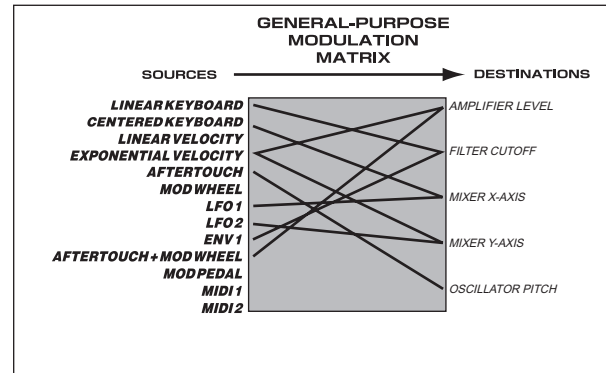 GENERAL-PURPOSE
MODULATION
MATRIX
SOURCES
DESTINATIONS
LINEAR KEYBOARD
CENTERED KEYBOARD
LINEAR VELOCITY
EXPONENTIAL VELOCITY
AFTERTOUCH
MOD WHEEL
LFO 1
LFO 2
ENV 1
AFTERTOUCH + MOD WHEEL
MOD PEDAL
MIDI 1
MIDI 2
AMPLIFIER LEVEL
FILTER CUTOFF
MIXER X-AXIS
MIXER Y-AXIS
OSCILLATOR PITCH